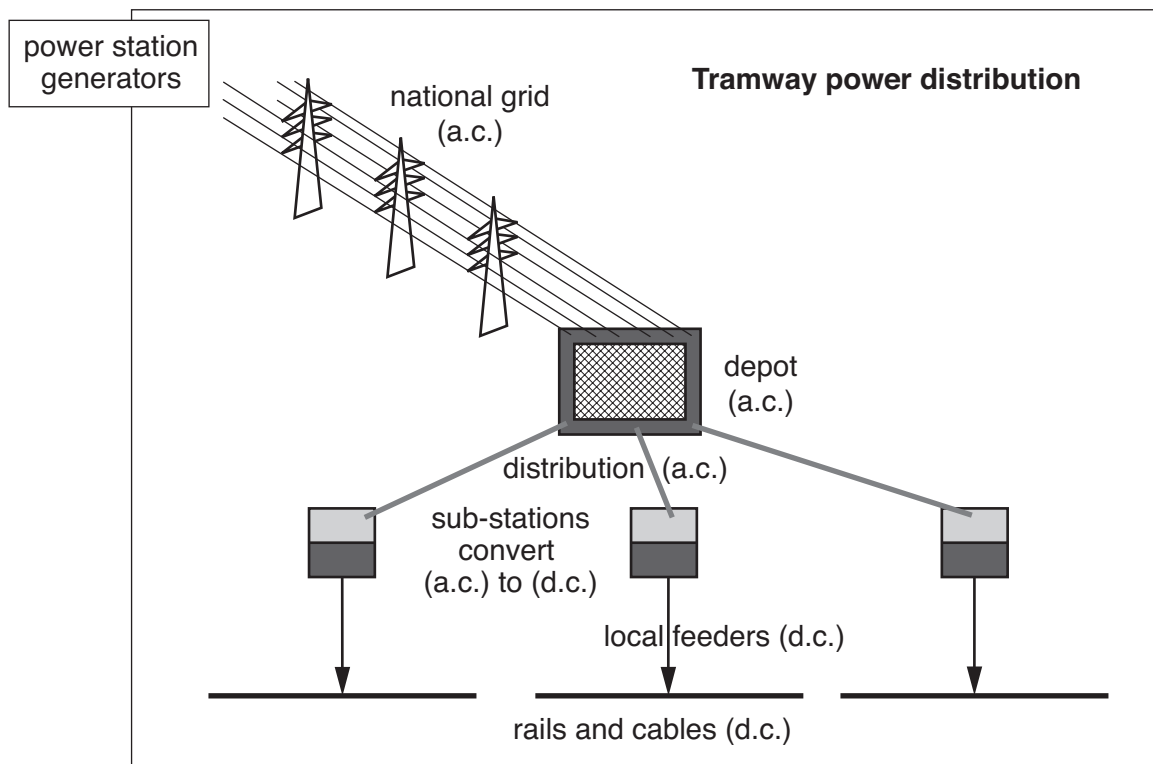 power station
generators
Tramway power distribution
national grid
(a.c.)
depot
(a.c.)
distribution (a.c.)
sub-stations
convert
(a.c.) to (d.c.)
local feeders (d.c.)
rails and cables (d.c.)